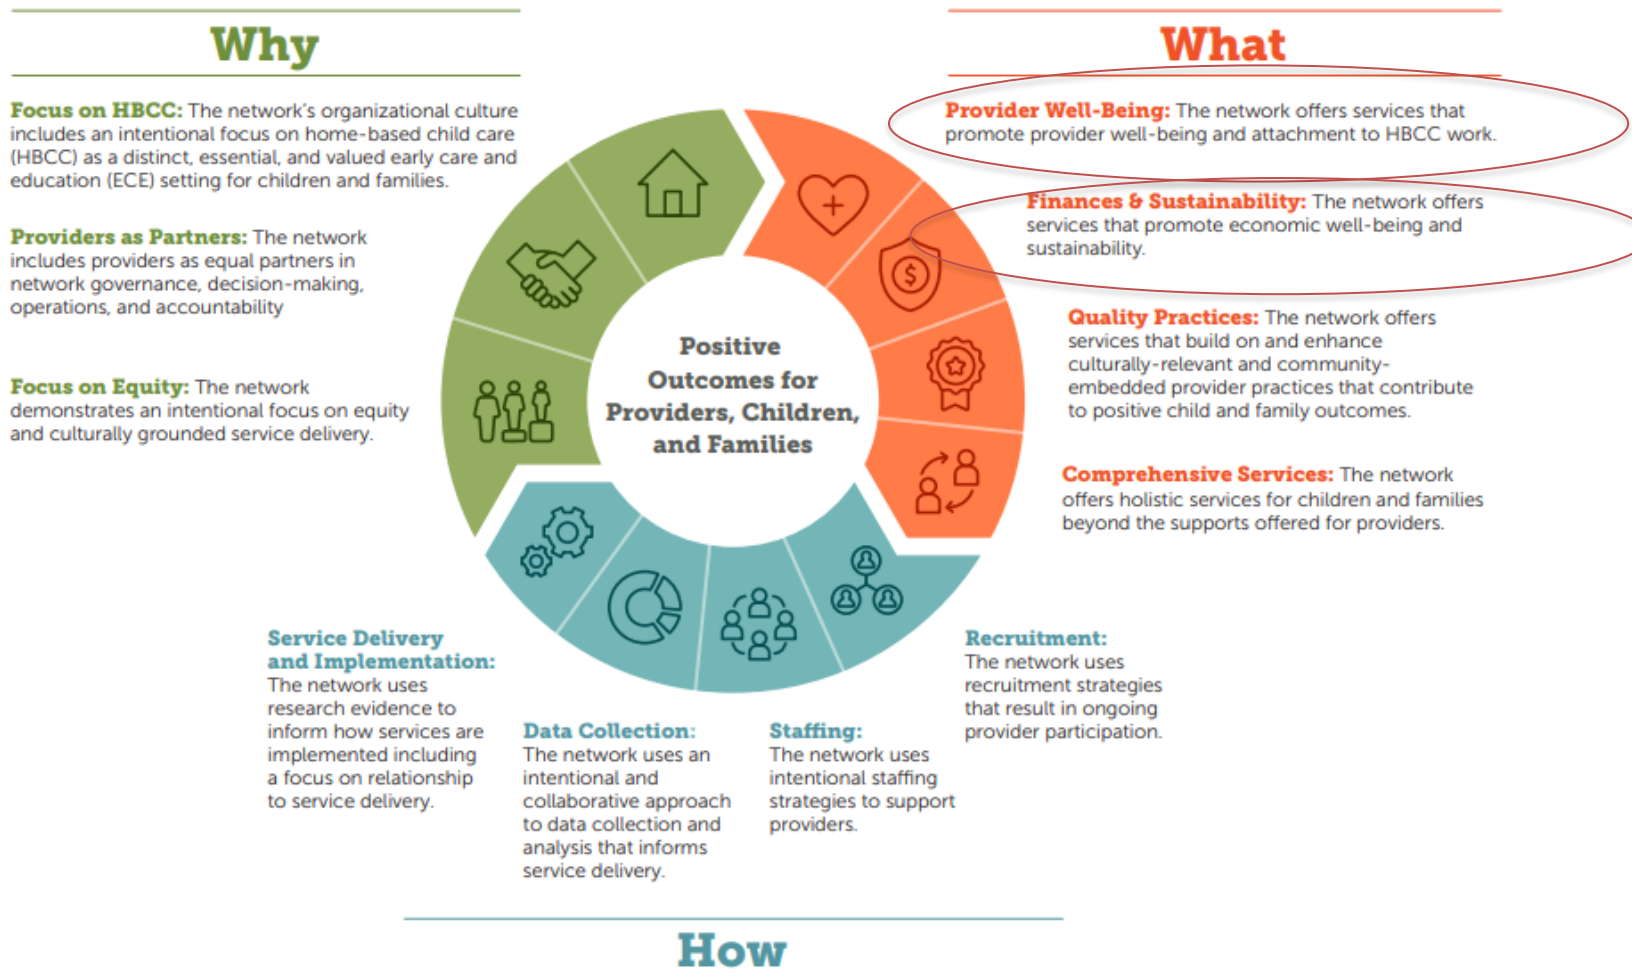 Why
Focus on HBCC: The network's organizational culture
includes an intentional focus on home-based child care
(HBCC) as a distinct, essential, and valued early care and
education (ECE) setting for children and families.
Providers as Partners: The network
includes providers as equal partners in
network governance, decision-making,
operations, and accountability
Focus on Equity: The network
demonstrates an intentional focus on equity
and culturally grounded service delivery.
What
Provider Well-Being: The network offers services that
promote provider well-being and attachment to HBCC work.
Finances & Sustainability: The network offers
services that promote economic well-being and
sustainability.
Quality Practices: The network offers
services that build on and enhance
culturally-relevant and community-
embedded provider practices that contribute
to positive child and family outcomes.
Comprehensive Services: The network
offers holistic services for children and families
beyond the supports offered for providers.
$
Positive
Outcomes for
Providers, Children,
and Families
Service Delivery
and Implementation:
The network uses
research evidence to
inform how services are
implemented including
a focus on relationship
to service delivery.
Data Collection:
The network uses an
intentional and
collaborative approach
to data collection and
analysis that informs
service delivery.
Staffing:
The network uses
intentional staffing
strategies to support
providers.
Recruitment:
The network uses
recruitment strategies
that result in ongoing
provider participation.
How